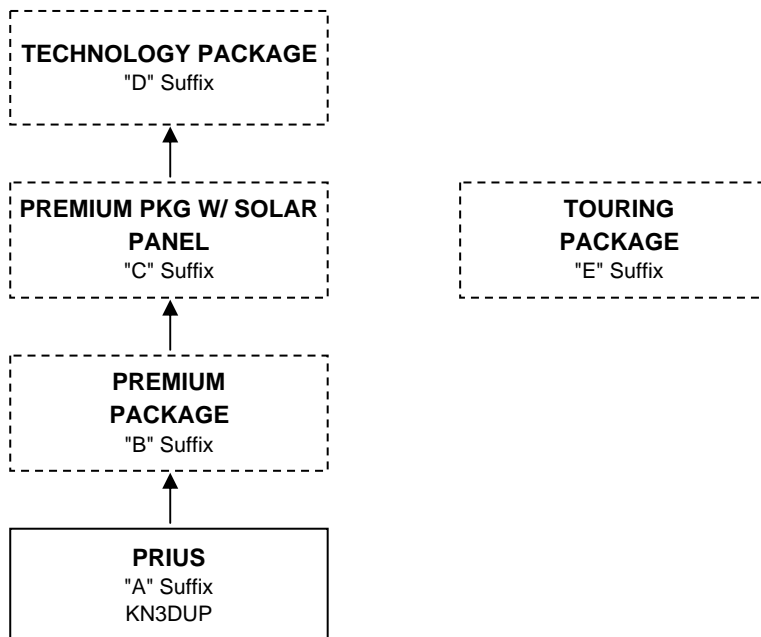 TECHNOLOGY PACKAGE
"D" Suffix
PREMIUM PKG W/ SOLAR
PANEL
"C" Suffix
TOURING
PACKAGE
"E" Suffix
PREMIUM
PACKAGE
"B" Suffix
PRIUS
"A" Suffix
KN3DUP